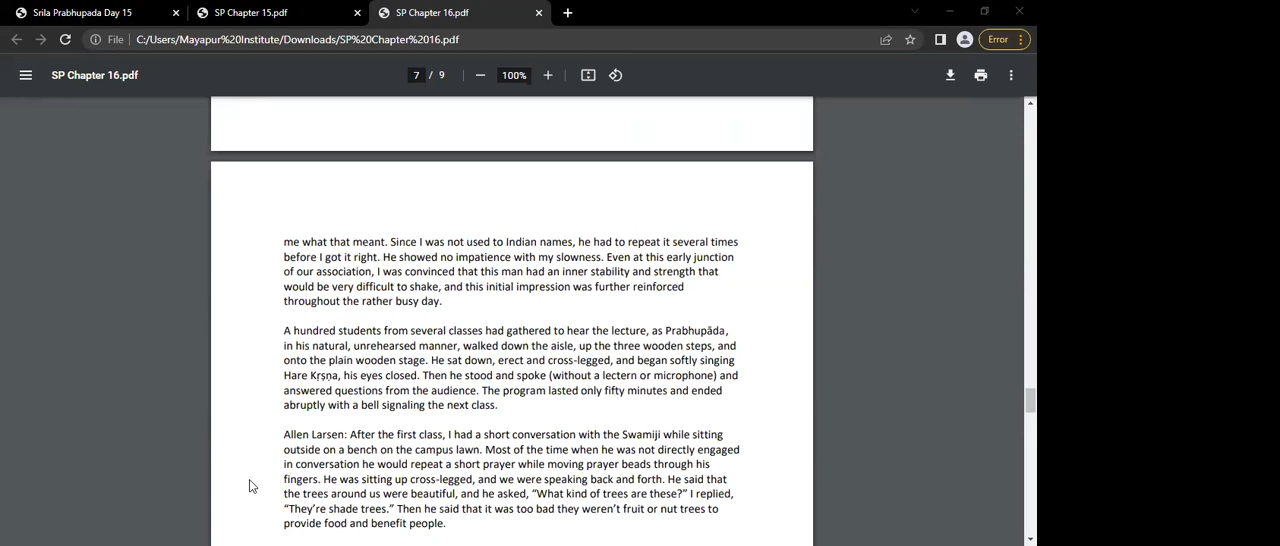 Srila Prabhupada Day 15
SP Chapter 15.pdf
SP Chapter 16.pdf
File
C:/Users/Mayapur%20Institute/Downloads/SP%20Chapter%2016.pdf
Error
SP Chapter 16.pdf
7 / 9
100%
me what that meant. Since I was not used to Indian names, he had to repeat it several times
before I got it right. He showed no impatience with my slowness. Even at this early junction
of our association, I was convinced that this man had an inner stability and strength that
would be very difficult to shake, and this initial impression was further reinforced
throughout the rather busy day.
A hundred students from several classes had gathered to hear the lecture, as Prabhupāda,
in his natural, unrehearsed manner, walked down the aisle, up the three wooden steps, and
onto the plain wooden stage. He sat down, erect and cross-legged, and began softly singing
Hare Kṛṣṇa, his eyes closed. Then he stood and spoke (without a lectern or microphone) and
answered questions from the audience. The program lasted only fifty minutes and ended
abruptly with a bell signaling the next class.
Allen Larsen: After the first class, I had a short conversation with the Swamiji while sitting
outside on a bench on the campus lawn. Most of the time when he was not directly engaged
in conversation he would repeat a short prayer while moving prayer beads through his
fingers. He was sitting up cross-legged, and we were speaking back and forth. He said that
the trees around us were beautiful, and he asked, “What kind of trees are these?” I replied,
“They’re shade trees.” Then he said that it was too bad they weren’t fruit or nut trees to
provide food and benefit people.